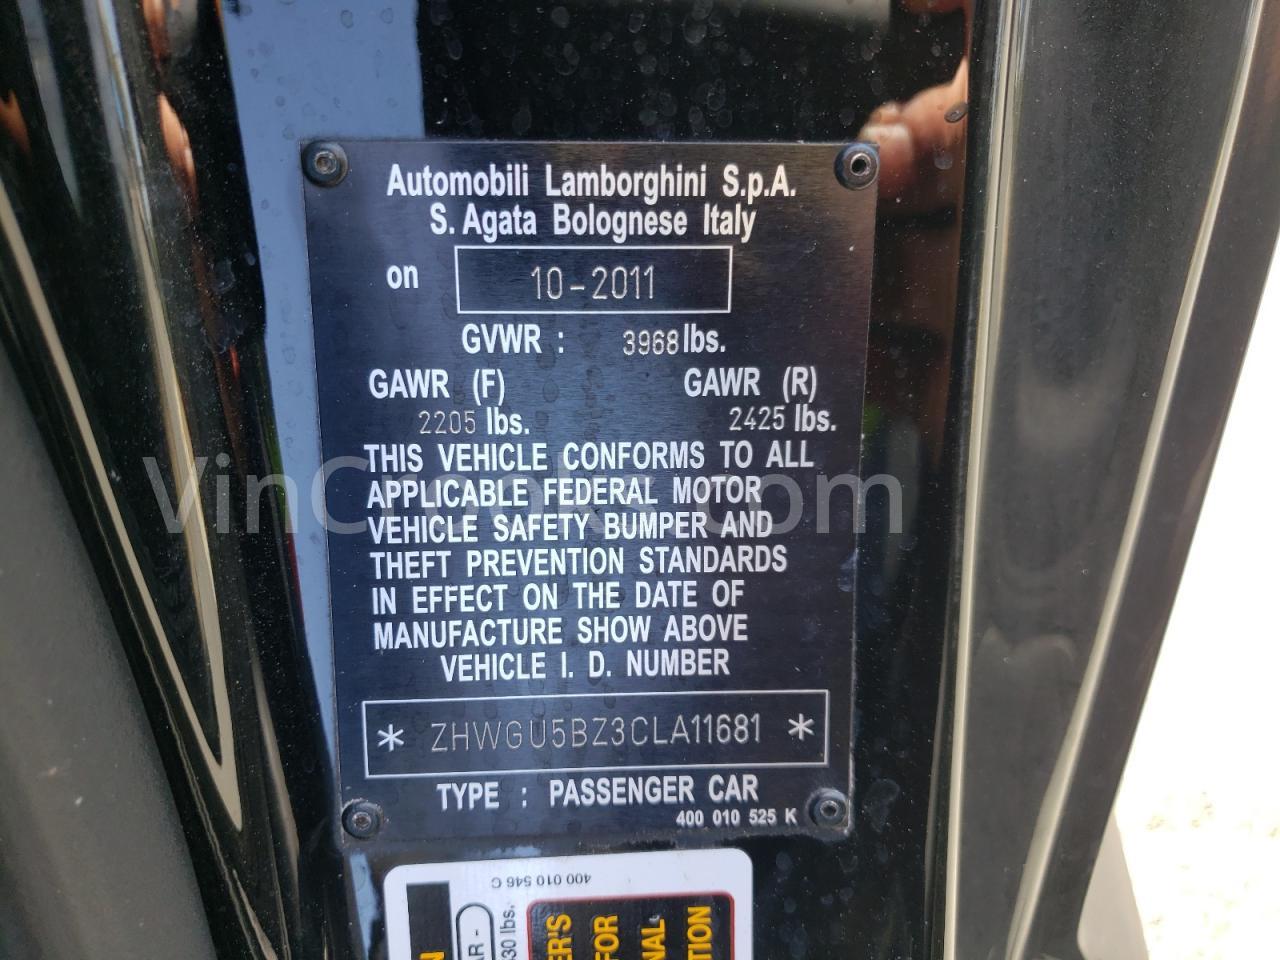 Automobili Lamborghini S.p.A.
S. Agata Bolognese Italy
on 10-2011
GVWR : 3968 lbs.
GAWR (F) GAWR (R)
2205 lbs. 2425 lbs.
THIS VEHICLE CONFORMS TO ALL
APPLICABLE FEDERAL MOTOR
VEHICLE SAFETY BUMPER AND
THEFT PREVENTION STANDARDS
IN EFFECT ON THE DATE OF
MANUFACTURE SHOW ABOVE
VEHICLE I. D. NUMBER
* ZHWGU5BZ3CLA11681 *
TYPE : PASSENGER CAR
400 010 525 K
400 010 546 C
lbs.
FOR